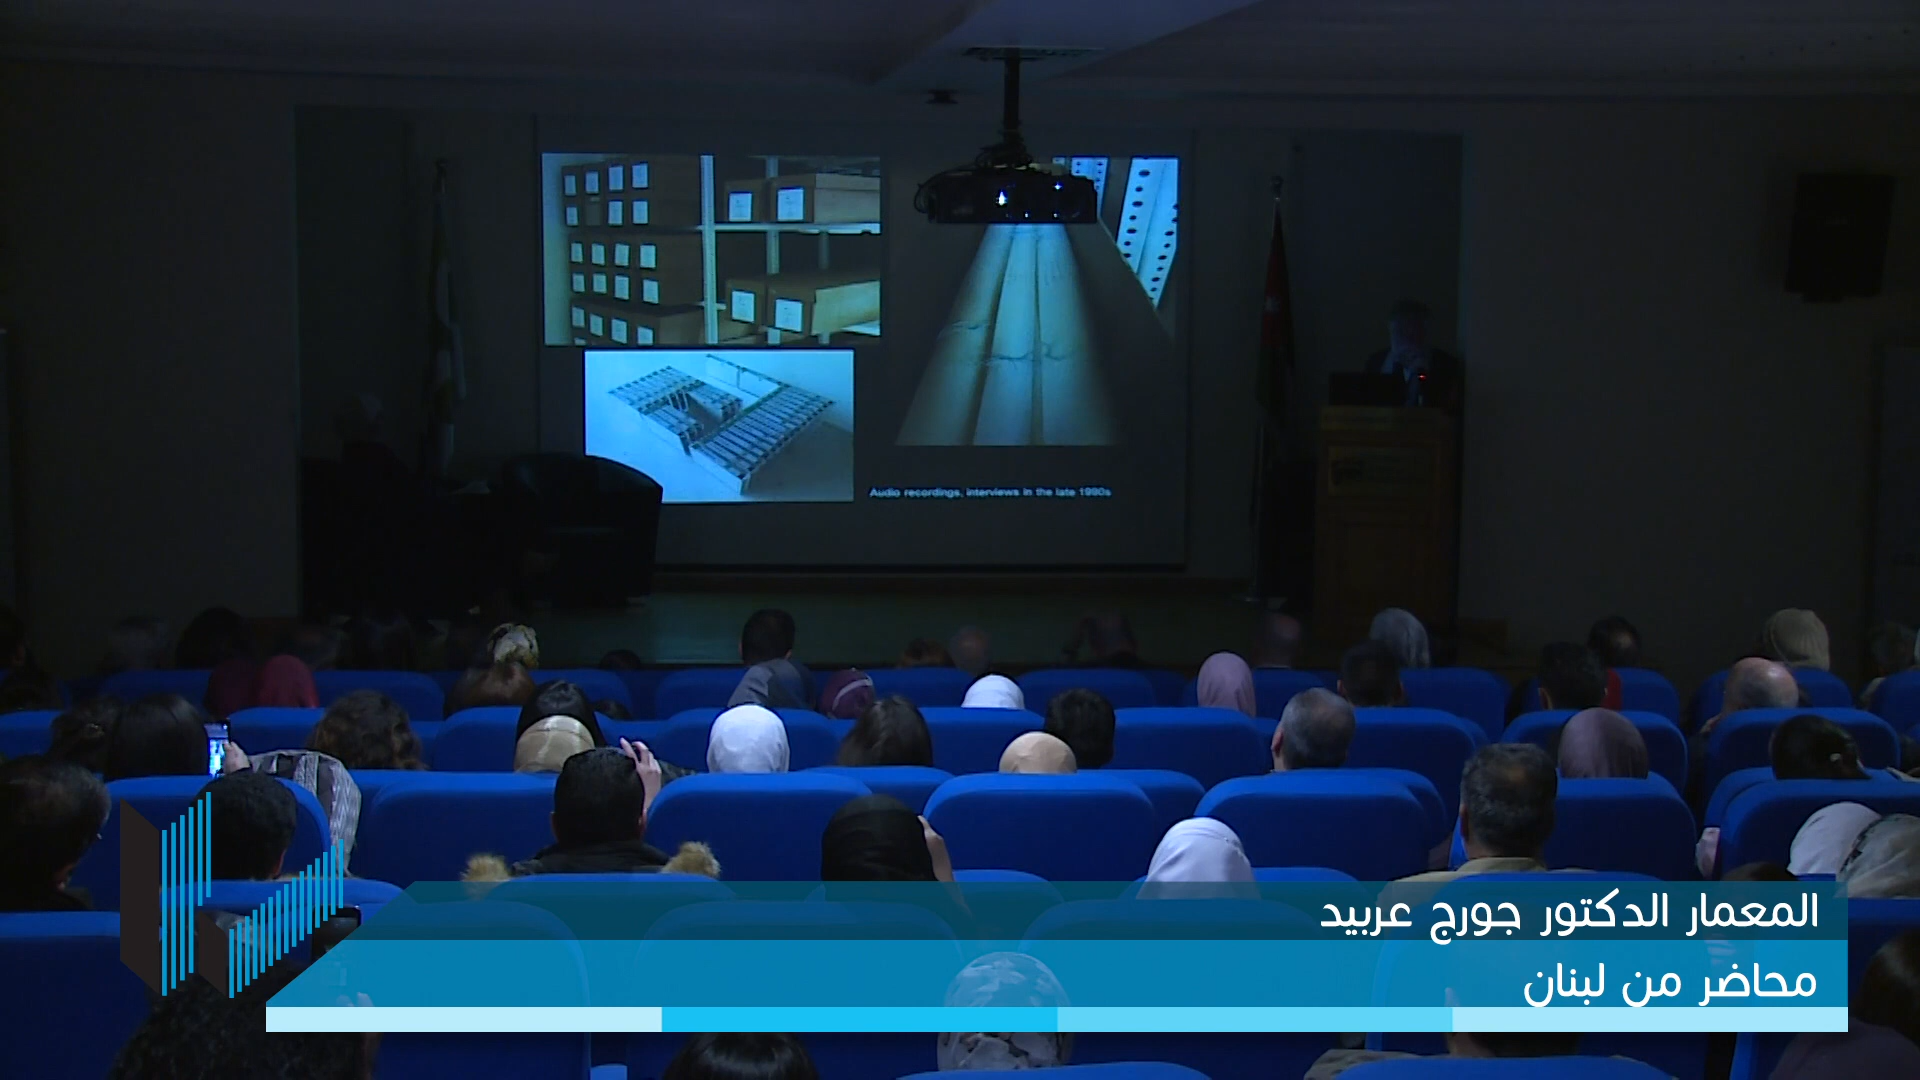 Audio recordings, interviews in the late 1990s
المعمار الدكتور جورج عربيد
محاضر من لبنان